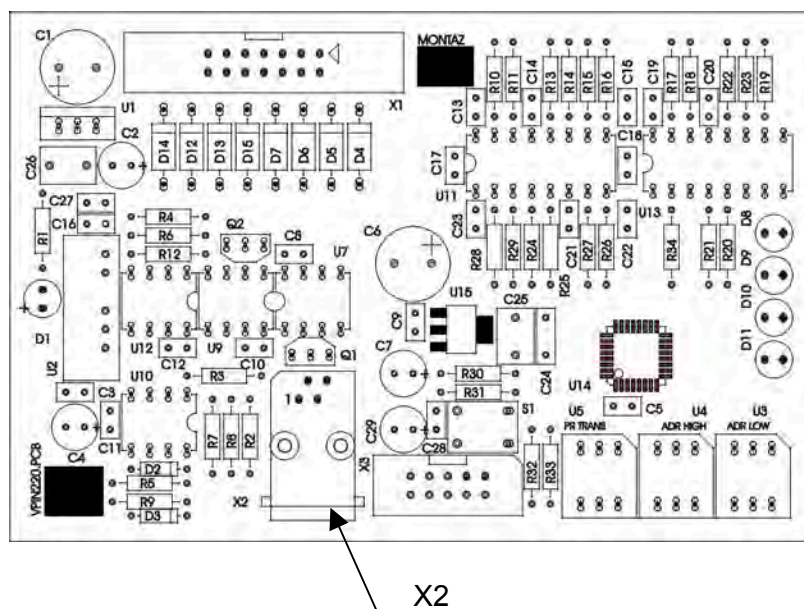 C1
X1
MONTAZ
R10
R11
C14
R13
R14
R15
R16
C15
C19
R17
R18
C20
R22
R23
R19
C13
U1
C2
C26
D14
D12
D13
D15
D7
D6
D5
D4
C17
U11
C18
U13
C27
C16
R1
R4
R6
R12
Q2
C8
U7
C6
C23
R28
R29
R24
R25
C21
R27
R26
C22
R34
R21
R20
D8
D9
D10
D11
D1
U2
U12
C12
U9
C10
Q1
C9
U15
C25
C24
C7
R30
R31
U14
C5
U10
R3
C3
C4
C11
R7
R8
R2
1
C29
C28
S1
X3
R32
R33
U5
PR TRANS
U4
ADR HIGH
U3
ADR LOW
VPIN220.PCB
D2
R5
R9
D3
X2
X2